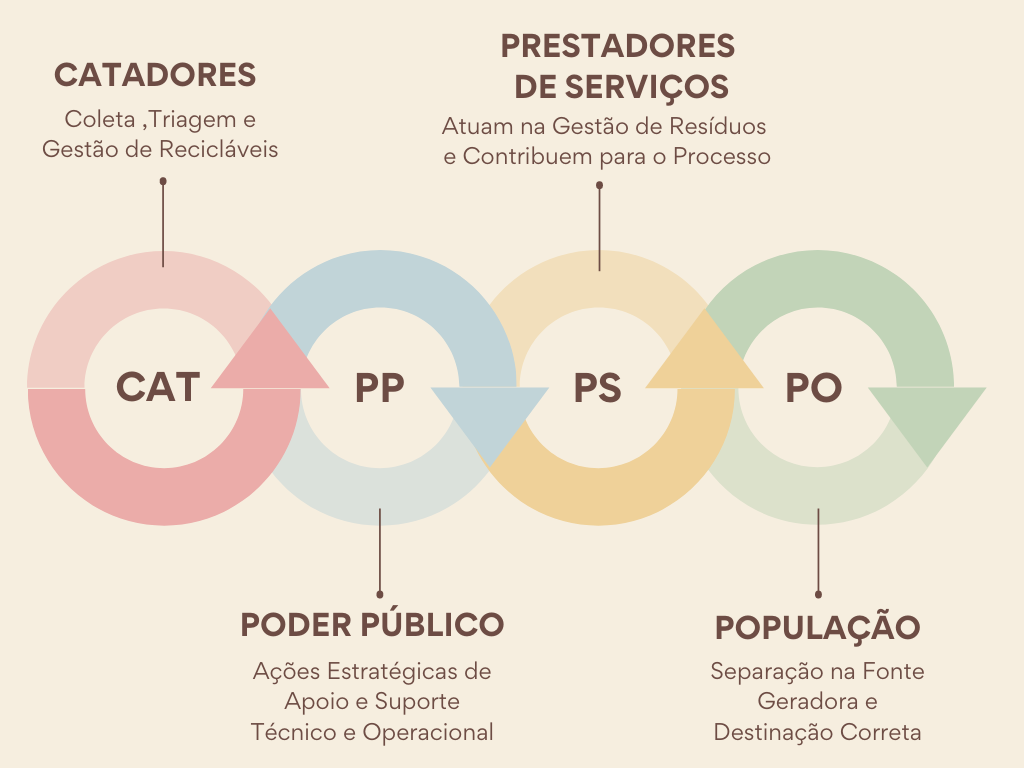 CATADORES
Coleta ,Triagem e
Gestão de Recicláveis
PRESTADORES
DE SERVIÇOS
Atuam na Gestão de Resíduos
e Contribuem para o Processo
CAT
PP
PS
PO
PODER PÚBLICO
Ações Estratégicas de
Apoio e Suporte
Técnico e Operacional
POPULAÇÃO
Separação na Fonte
Geradora e
Destinação Correta